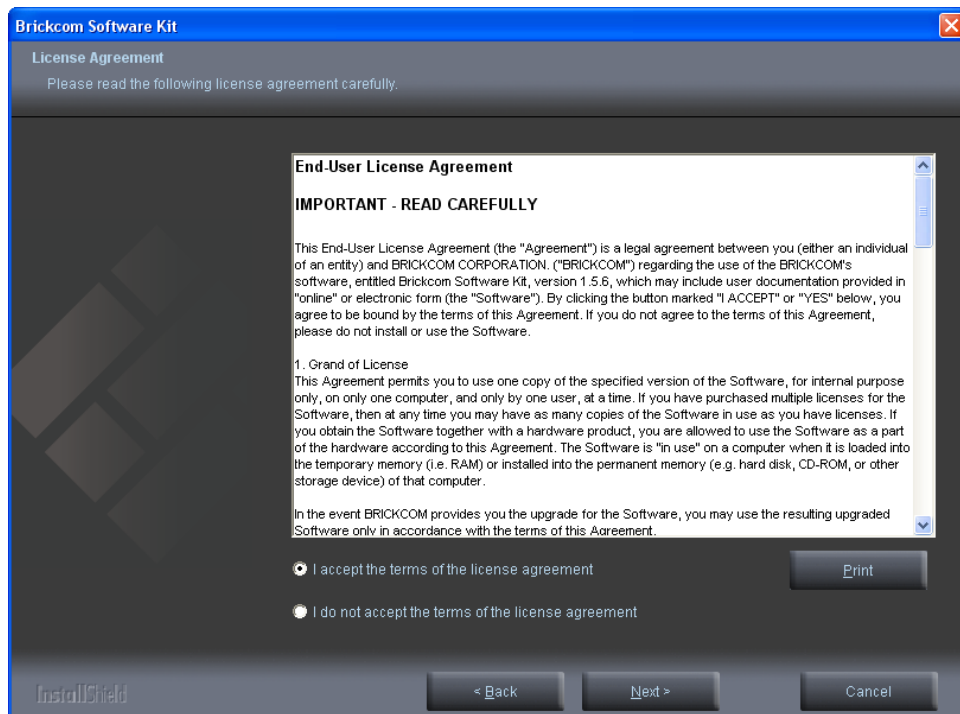 Brickcom Software Kit
License Agreement
Please read the following license agreement carefully.
End-User License Agreement
IMPORTANT - READ CAREFULLY
This End-User License Agreement (the "Agreement") is a legal agreement between you (either an individual
of an entity) and BRICKCOM CORPORATION. ("BRICKCOM") regarding the use of the BRICKCOM's
software, entitled Brickcom Software Kit, version 1.5.6, which may include user documentation provided in
"online" or electronic form (the "Software"). By clicking the button marked "I ACCEPT" or "YES" below, you
agree to be bound by the terms of this Agreement. If you do not agree to the terms of this Agreement,
please do not install or use the Software.
1. Grand of License
This Agreement permits you to use one copy of the specified version of the Software, for internal purpose
only, on only one computer, and only by one user, at a time. If you have purchased multiple licenses for the
Software, then at any time you may have as many copies of the Software in use as you have licenses. If
you obtain the Software together with a hardware product, you are allowed to use the Software as a part
of the hardware according to this Agreement. The Software is "in use" on a computer when it is loaded into
the temporary memory (i.e. RAM) or installed into the permanent memory (e.g. hard disk, CD-ROM, or other
storage device) of that computer.
In the event BRICKCOM provides you the upgrade for the Software, you may use the resulting upgraded
Software only in accordance with the terms of this Agreement.
I accept the terms of the license agreement
Print
I do not accept the terms of the license agreement
InstallShield
< Back
Next >
Cancel